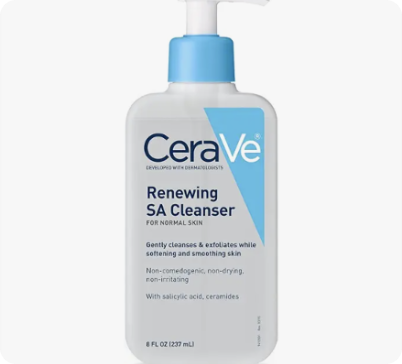 CeraVe®
DEVELOPED WITH DERMATOLOGISTS
Renewing
SA Cleanser
FOR NORMAL SKIN
Gently cleanses & exfoliates while
softening and smoothing skin
Non-comedogenic, non-drying,
non-irritating
With salicylic acid, ceramides
8 FL OZ (237 mL)